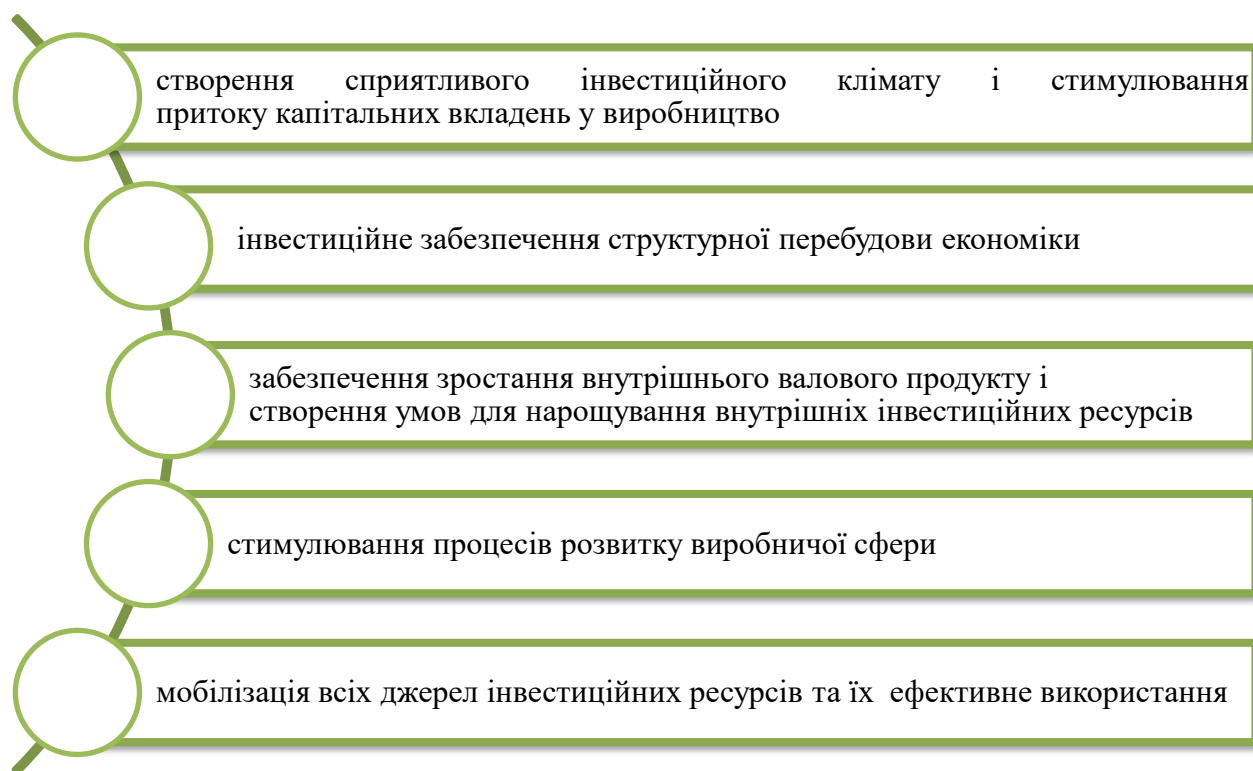 створення сприятливого інвестиційного клімату і стимулювання
притоку капітальних вкладень у виробництво
інвестиційне забезпечення структурної перебудови економіки
забезпечення зростання внутрішнього валового продукту і
створення умов для нарощування внутрішніх інвестиційних ресурсів
стимулювання процесів розвитку виробничої сфери
мобілізація всіх джерел інвестиційних ресурсів та їх ефективне використання